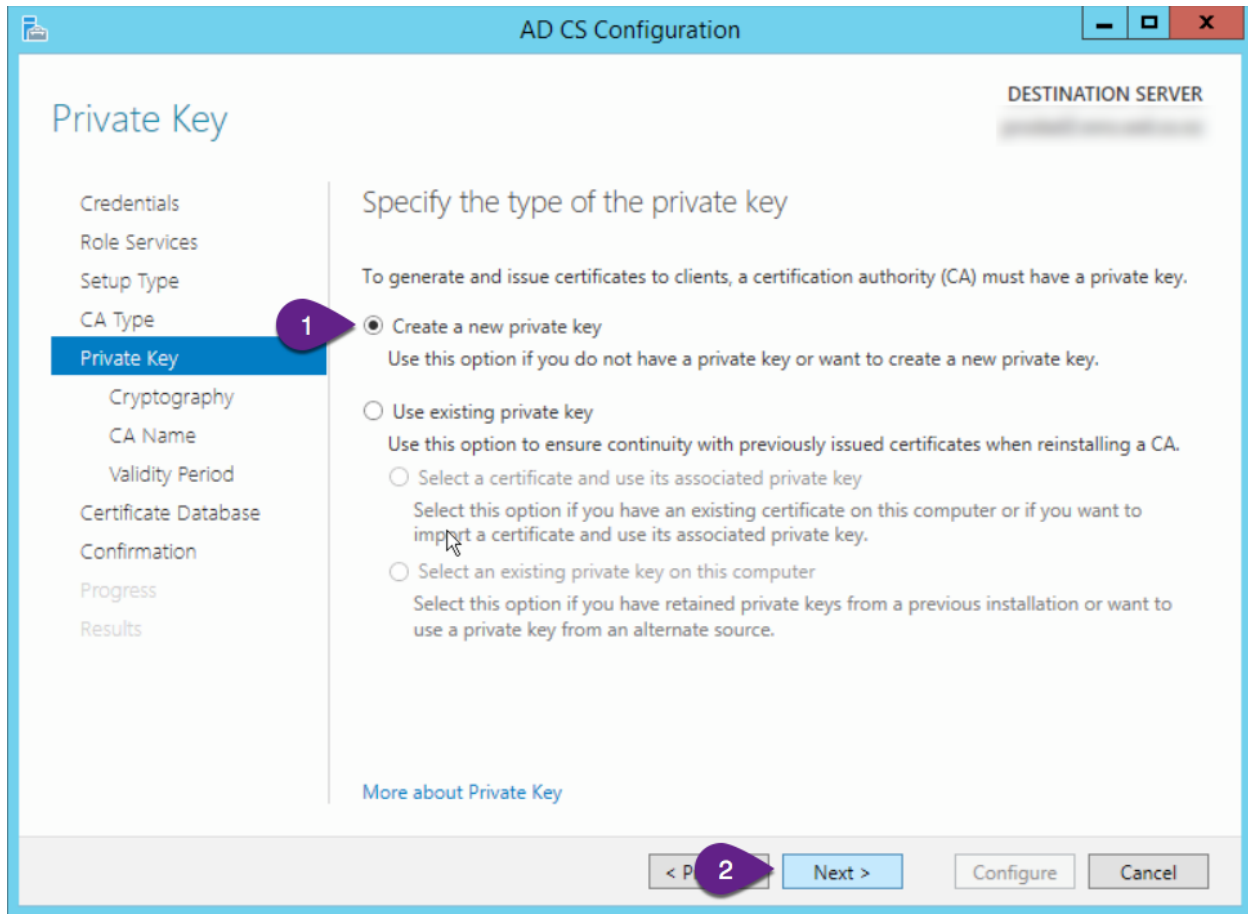 AD CS Configuration
Private Key
DESTINATION SERVER
Credentials
Role Services
Setup Type
CA Type
Private Key
Cryptography
CA Name
Validity Period
Certificate Database
Confirmation
Progress
Results
Specify the type of the private key
To generate and issue certificates to clients, a certification authority (CA) must have a private key.
1
Create a new private key
Use this option if you do not have a private key or want to create a new private key.
Use existing private key
Use this option to ensure continuity with previously issued certificates when reinstalling a CA.
Select a certificate and use its associated private key
Select this option if you have an existing certificate on this computer or if you want to
import a certificate and use its associated private key.
Select an existing private key on this computer
Select this option if you have retained private keys from a previous installation or want to
use a private key from an alternate source.
More about Private Key
< P
2
Next >
Configure
Cancel